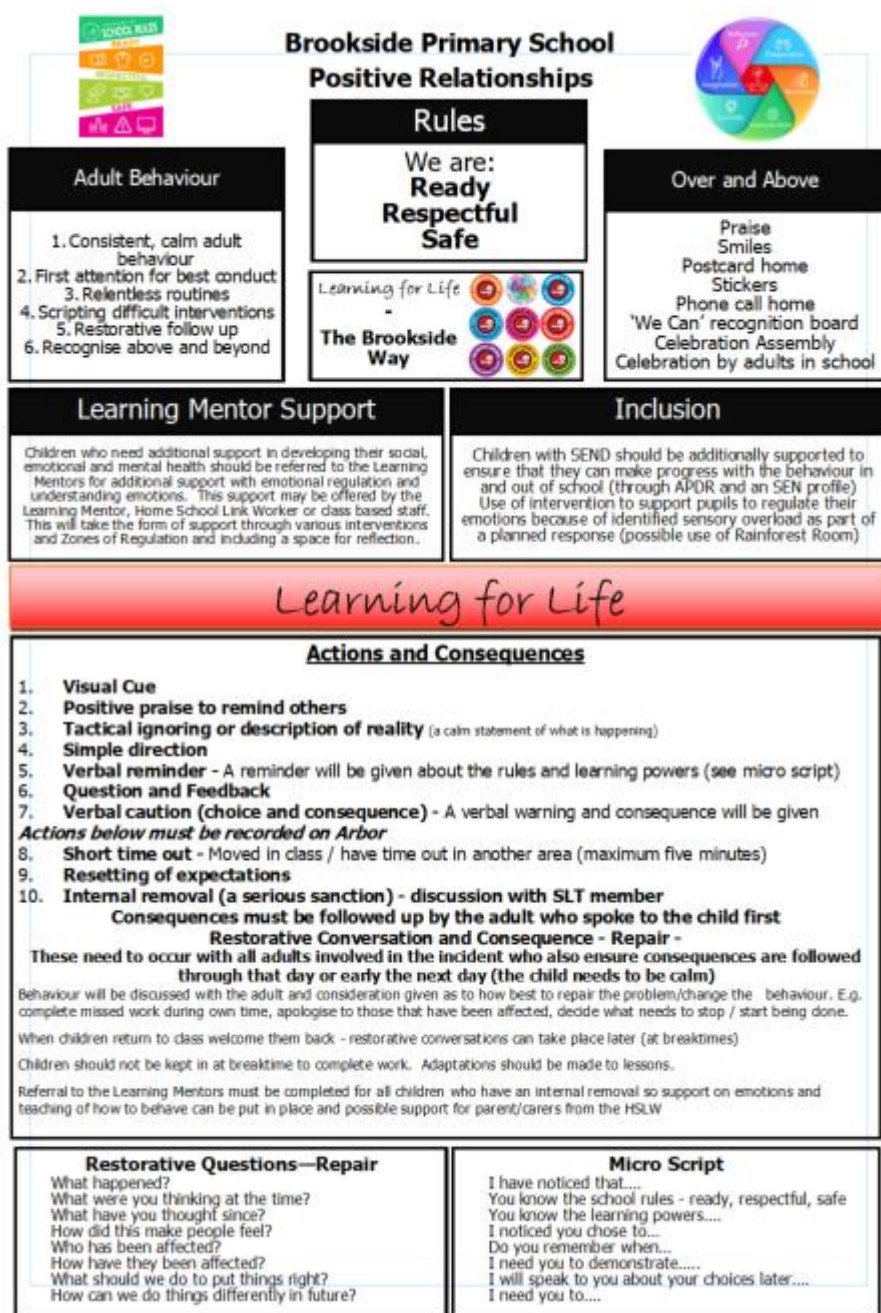 SCHOOL RULES
READY
RESPECTFUL
SAFE
Brookside Primary School
Positive Relationships
Rules
We are:
Ready
Respectful
Safe
Adult Behaviour
1. Consistent, calm adult
behaviour
2. First attention for best conduct
3. Relentless routines
4. Scripting difficult interventions
5. Restorative follow up
6. Recognise above and beyond
Learning for Life
-
The Brookside
Way
Over and Above
Praise
Smiles
Postcard home
Stickers
Phone call home
'We Can' recognition board
Celebration Assembly
Celebration by adults in school
Learning Mentor Support
Children who need additional support in developing their social,
emotional and mental health should be referred to the Learning
Mentors for additional support with emotional regulation and
understanding emotions. This support may be offered by the
Learning Mentor, Home School Link Worker or class based staff.
This will take the form of support through various interventions
and Zones of Regulation and including a space for reflection.
Inclusion
Children with SEND should be additionally supported to
ensure that they can make progress with the behaviour in
and out of school (through APDR and an SEN profile)
Use of intervention to support pupils to regulate their
emotions because of identified sensory overload as part of
a planned response (possible use of Rainforest Room)
Learning for Life
Actions and Consequences
1. Visual Cue
2. Positive praise to remind others
3. Tactical ignoring or description of reality (a calm statement of what is happening)
4. Simple direction
5. Verbal reminder - A reminder will be given about the rules and learning powers (see micro script)
6. Question and Feedback
7. Verbal caution (choice and consequence) - A verbal warning and consequence will be given
Actions below must be recorded on Arbor
8. Short time out - Moved in class / have time out in another area (maximum five minutes)
9. Resetting of expectations
10. Internal removal (a serious sanction) - discussion with SLT member
Consequences must be followed up by the adult who spoke to the child first
Restorative Conversation and Consequence - Repair -
These need to occur with all adults involved in the incident who also ensure consequences are followed
through that day or early the next day (the child needs to be calm)
Behaviour will be discussed with the adult and consideration given as to how best to repair the problem/change the behaviour. E.g.
complete missed work during own time, apologise to those that have been affected, decide what needs to stop / start being done.
When children return to class welcome them back - restorative conversations can take place later (at breaktimes)
Children should not be kept in at breaktime to complete work. Adaptations should be made to lessons.
Referral to the Learning Mentors must be completed for all children who have an internal removal so support on emotions and
teaching of how to behave can be put in place and possible support for parent/carers from the HSLW
Restorative Questions—Repair
What happened?
What were you thinking at the time?
What have you thought since?
How did this make people feel?
Who has been affected?
How have they been affected?
What should we do to put things right?
How can we do things differently in future?
Micro Script
I have noticed that....
You know the school rules - ready, respectful, safe
You know the learning powers....
I noticed you chose to...
Do you remember when...
I need you to demonstrate.....
I will speak to you about your choices later....
I need you to....